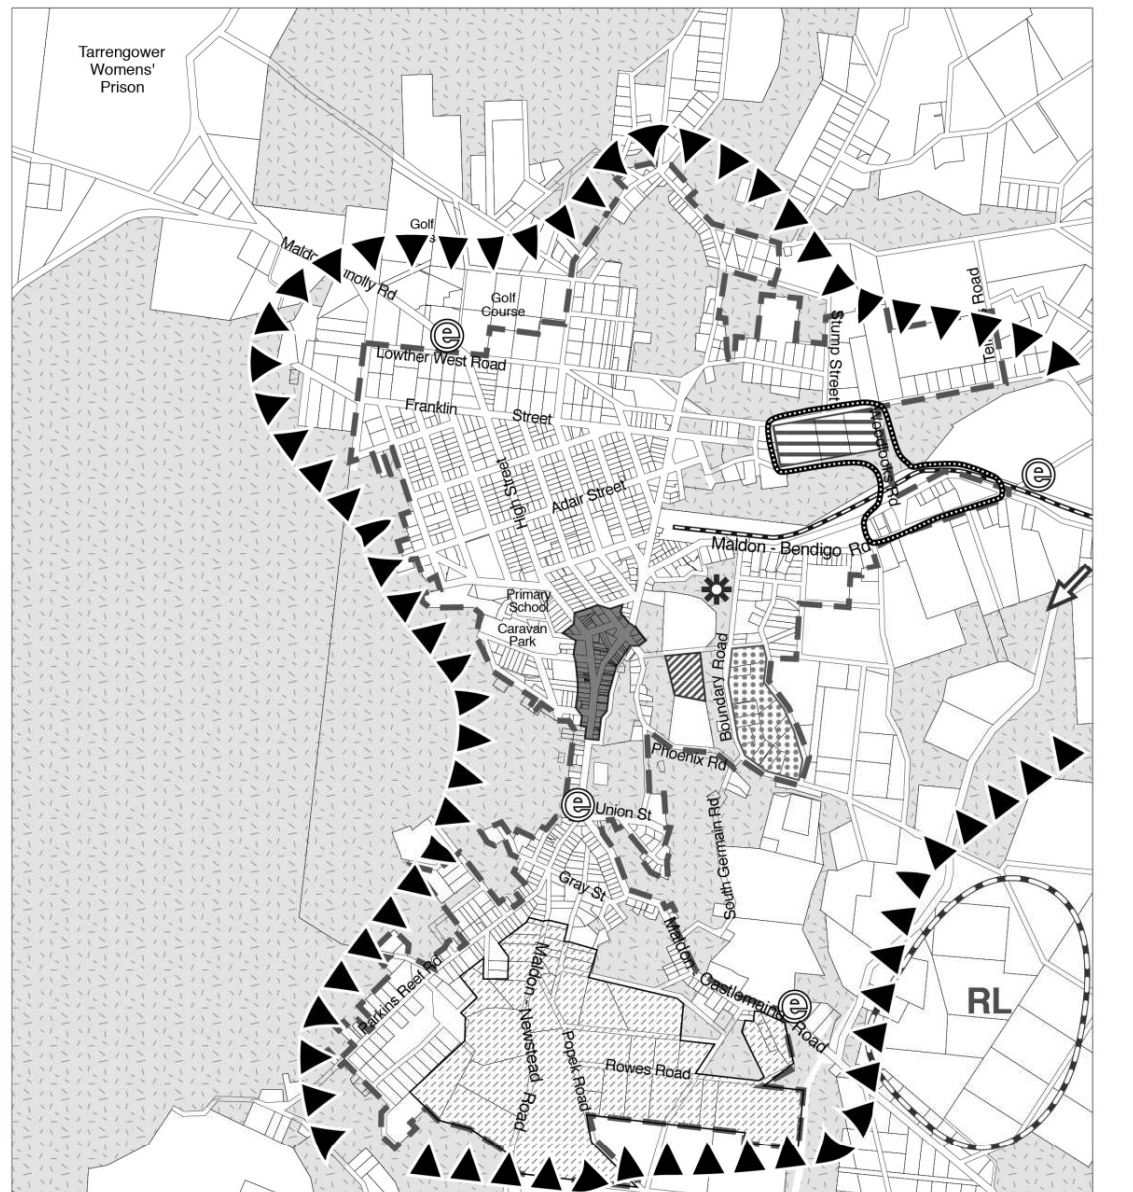 Tarrengower
Womens'
Prison
Golf
Golf
Course
Lowther West Road
Franklin
Street
High Street
Adair Street
Stump Street
Road
Maldon - Bendigo Rd
Primary
School
Caravan
Park
Boundary Road
Phoenix Rd
e
e
e
e
Union St
South Germain Rd
Gray St
Maldon
Castlemaine
Road
Parkins Reef Rd
Maldon - Newstead Road
Popek Road
Rowes Road
RL